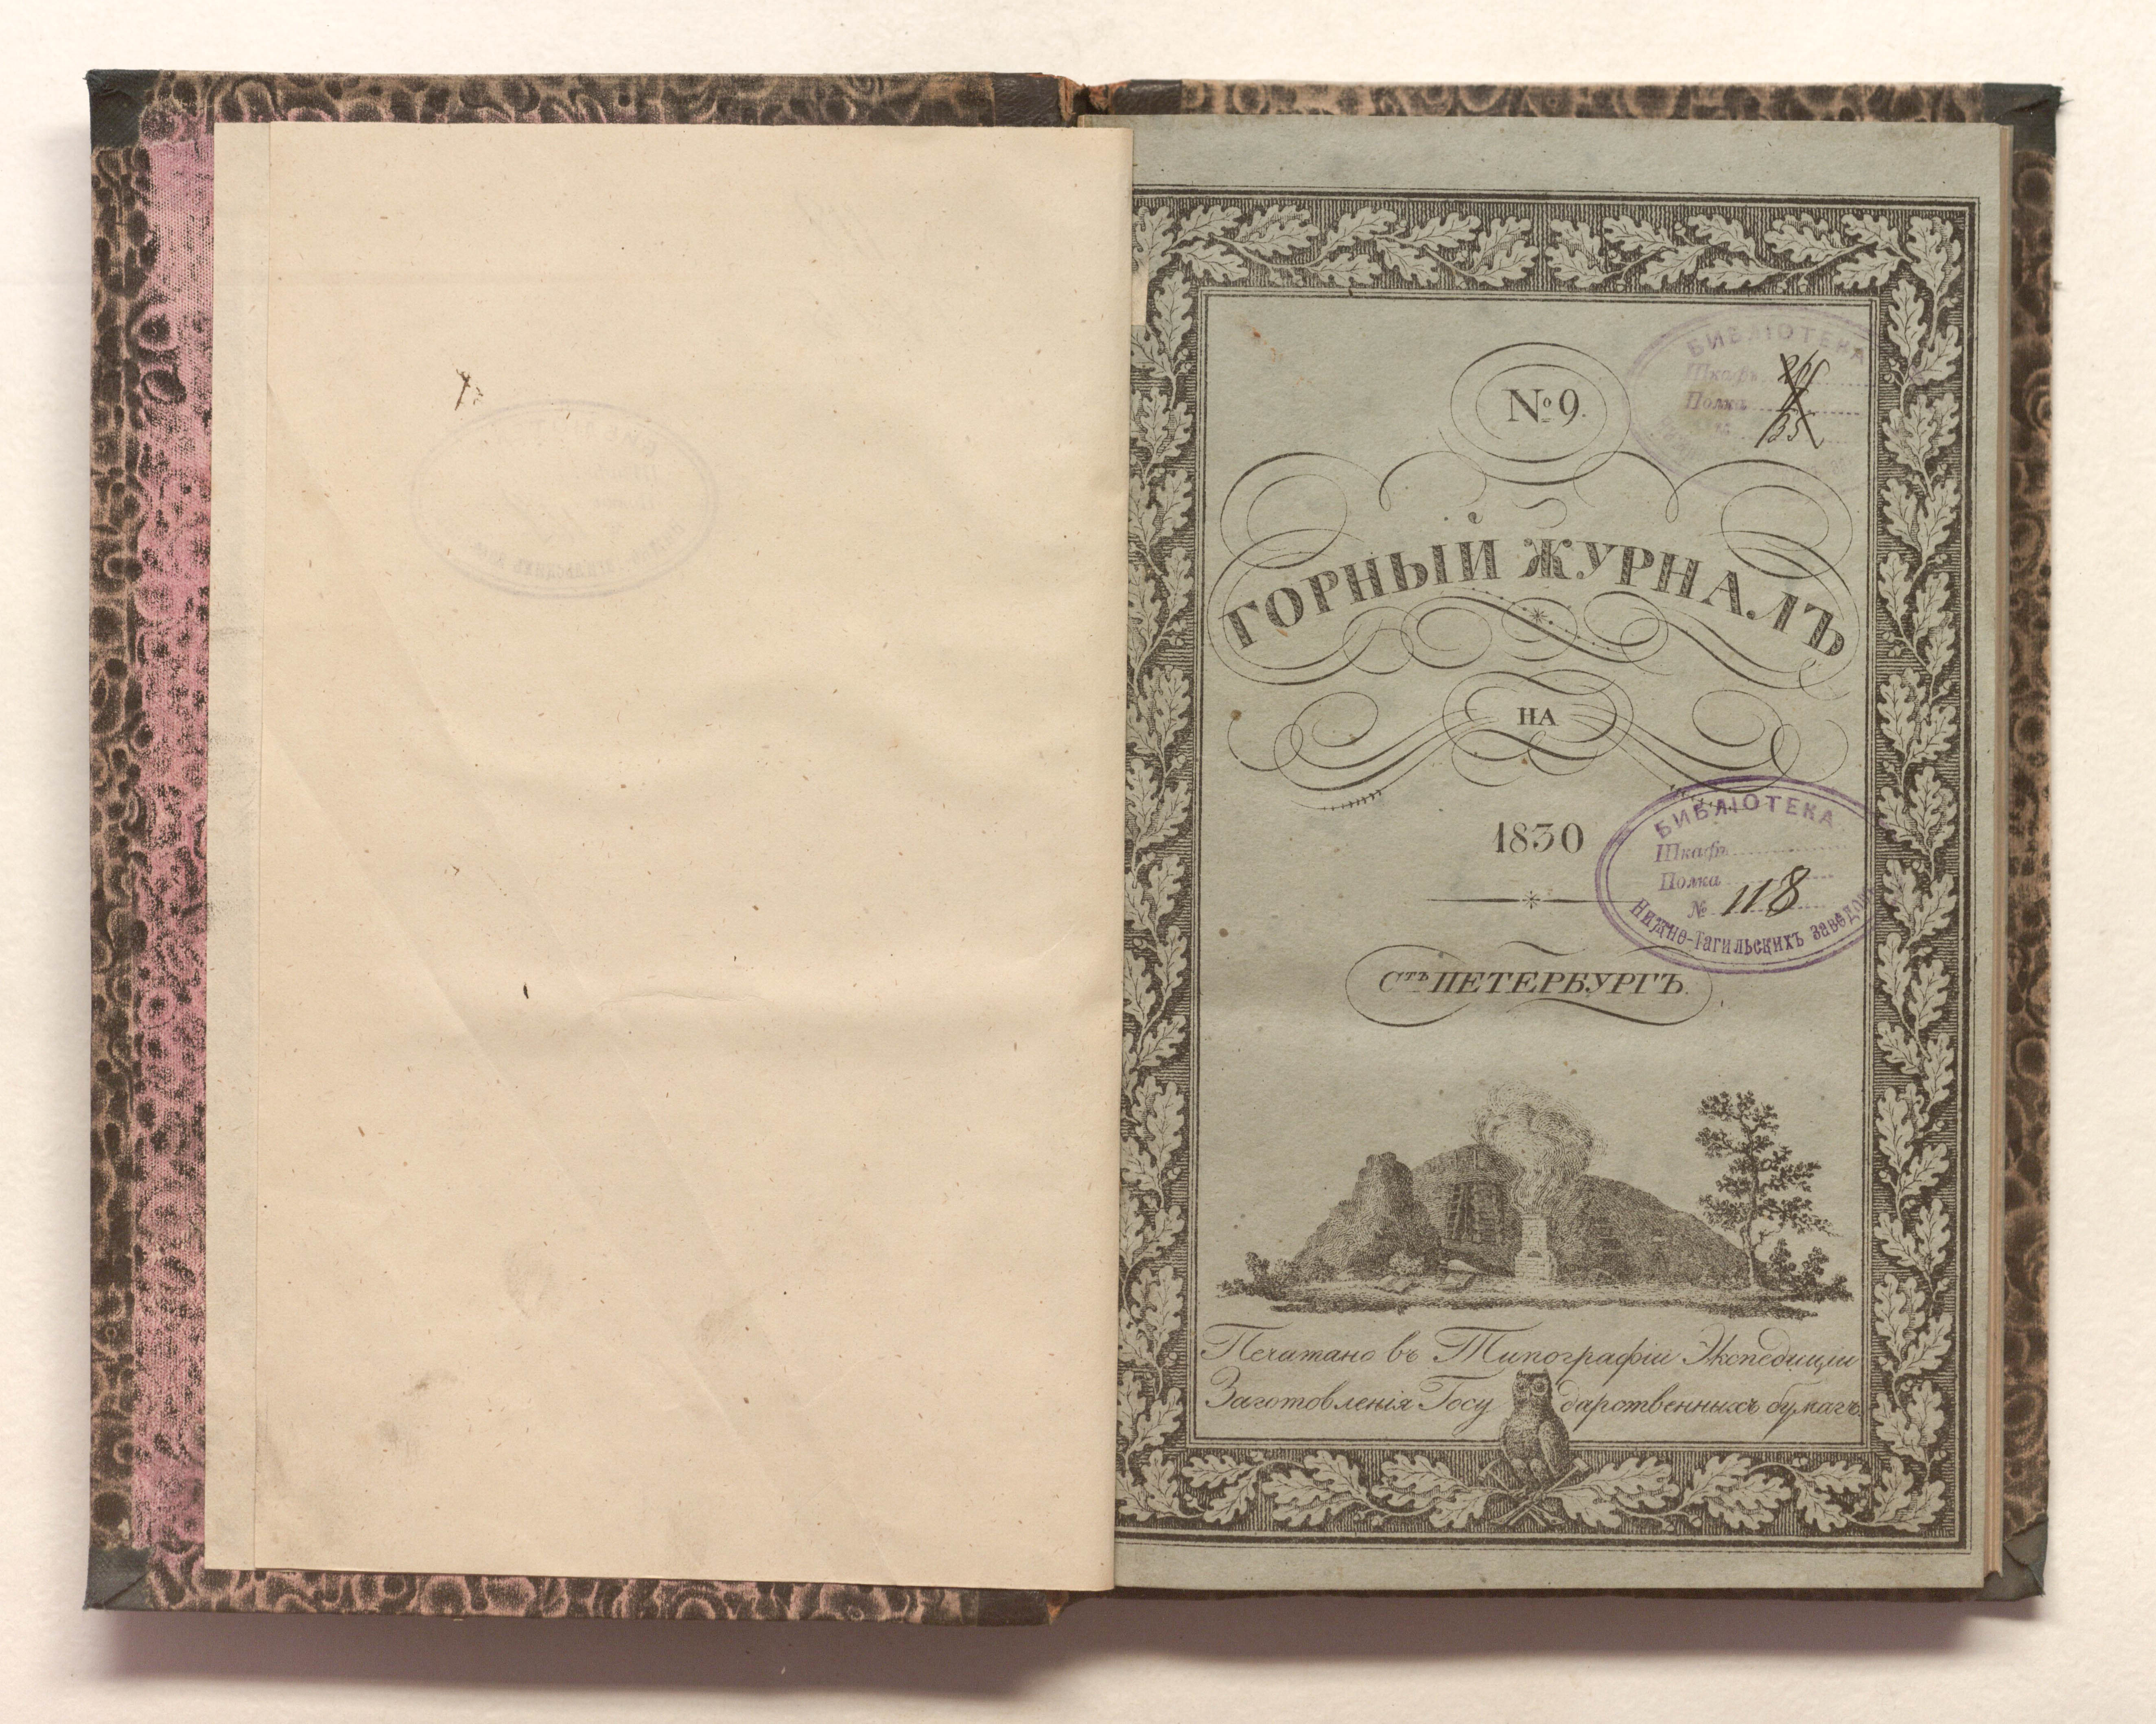 № 9.
БИБЛІОТЕКА
Шкафъ
Полка
ГОРНЫЙ ЖУРНАЛЪ
НА
1830
БИБЛІОТЕКА
Шкафъ
Полка
№ 118
Нижне-Тагильскихъ заводовъ
Стъ ПЕТЕРБУРГЪ.
Печатано въ Типографіи Экспедиціи
Заготовленія Государственныхъ бумагъ.